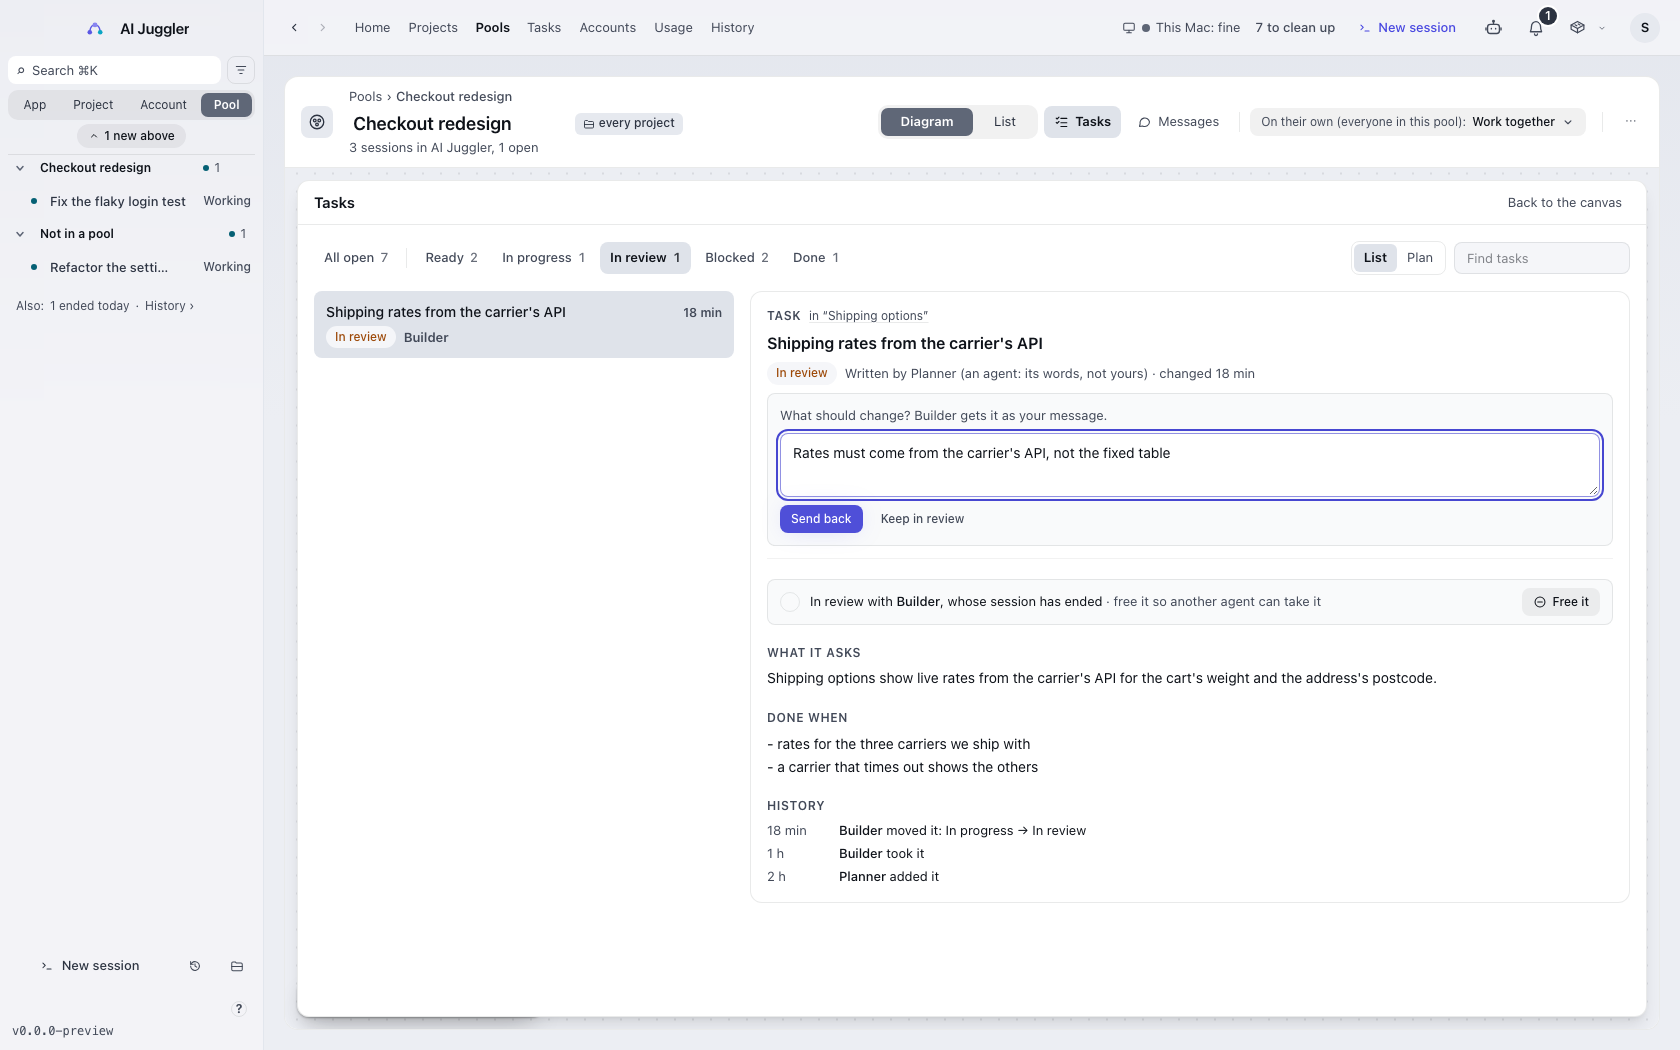 AI Juggler
Search ⌘K
App Project Account Pool
1 new above
Checkout redesign 1
Fix the flaky login test Working
Not in a pool 1
Refactor the setti... Working
Also: 1 ended today · History ›
New session
?
v0.0.0-preview
Home Projects Pools Tasks Accounts Usage History
This Mac: fine 7 to clean up New session 1 S
Pools › Checkout redesign
Checkout redesign every project
3 sessions in AI Juggler, 1 open
Diagram List Tasks Messages On their own (everyone in this pool): Work together ...
Tasks Back to the canvas
All open 7 Ready 2 In progress 1 In review 1 Blocked 2 Done 1 List Plan Find tasks
Shipping rates from the carrier's API 18 min
In review Builder
TASK in “Shipping options”
Shipping rates from the carrier's API
In review Written by Planner (an agent: its words, not yours) · changed 18 min
What should change? Builder gets it as your message.
Rates must come from the carrier's API, not the fixed table
Send back Keep in review
In review with Builder, whose session has ended · free it so another agent can take it Free it
WHAT IT ASKS
Shipping options show live rates from the carrier's API for the cart's weight and the address's postcode.
DONE WHEN
- rates for the three carriers we ship with
- a carrier that times out shows the others
HISTORY
18 min Builder moved it: In progress → In review
1 h Builder took it
2 h Planner added it